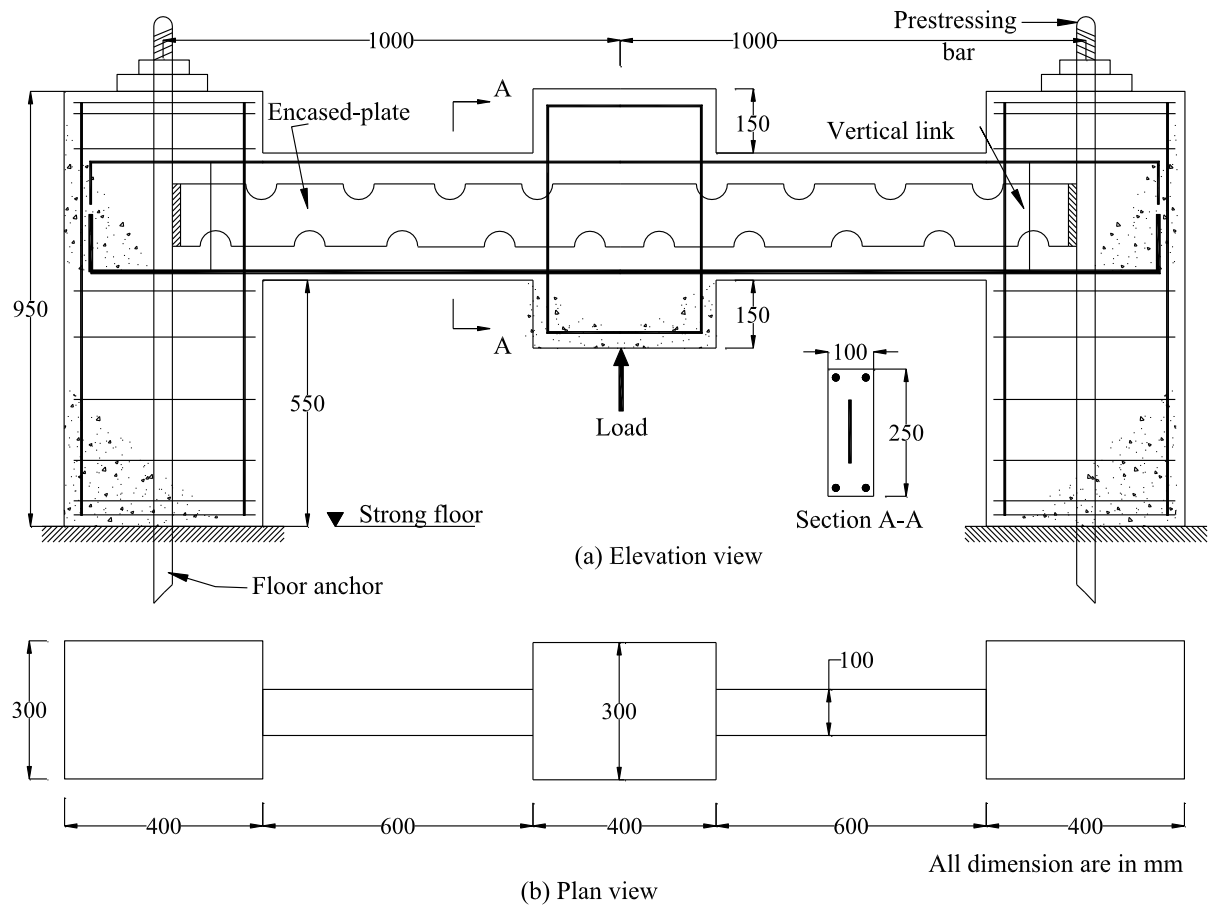 Prestressing
bar
1000
1000
A
Encased-plate
150
Vertical link
950
150
A
100
550
Load
250
Strong floor
Section A-A
(a) Elevation view
Floor anchor
100
300
300
400
600
400
600
400
All dimension are in mm
(b) Plan view